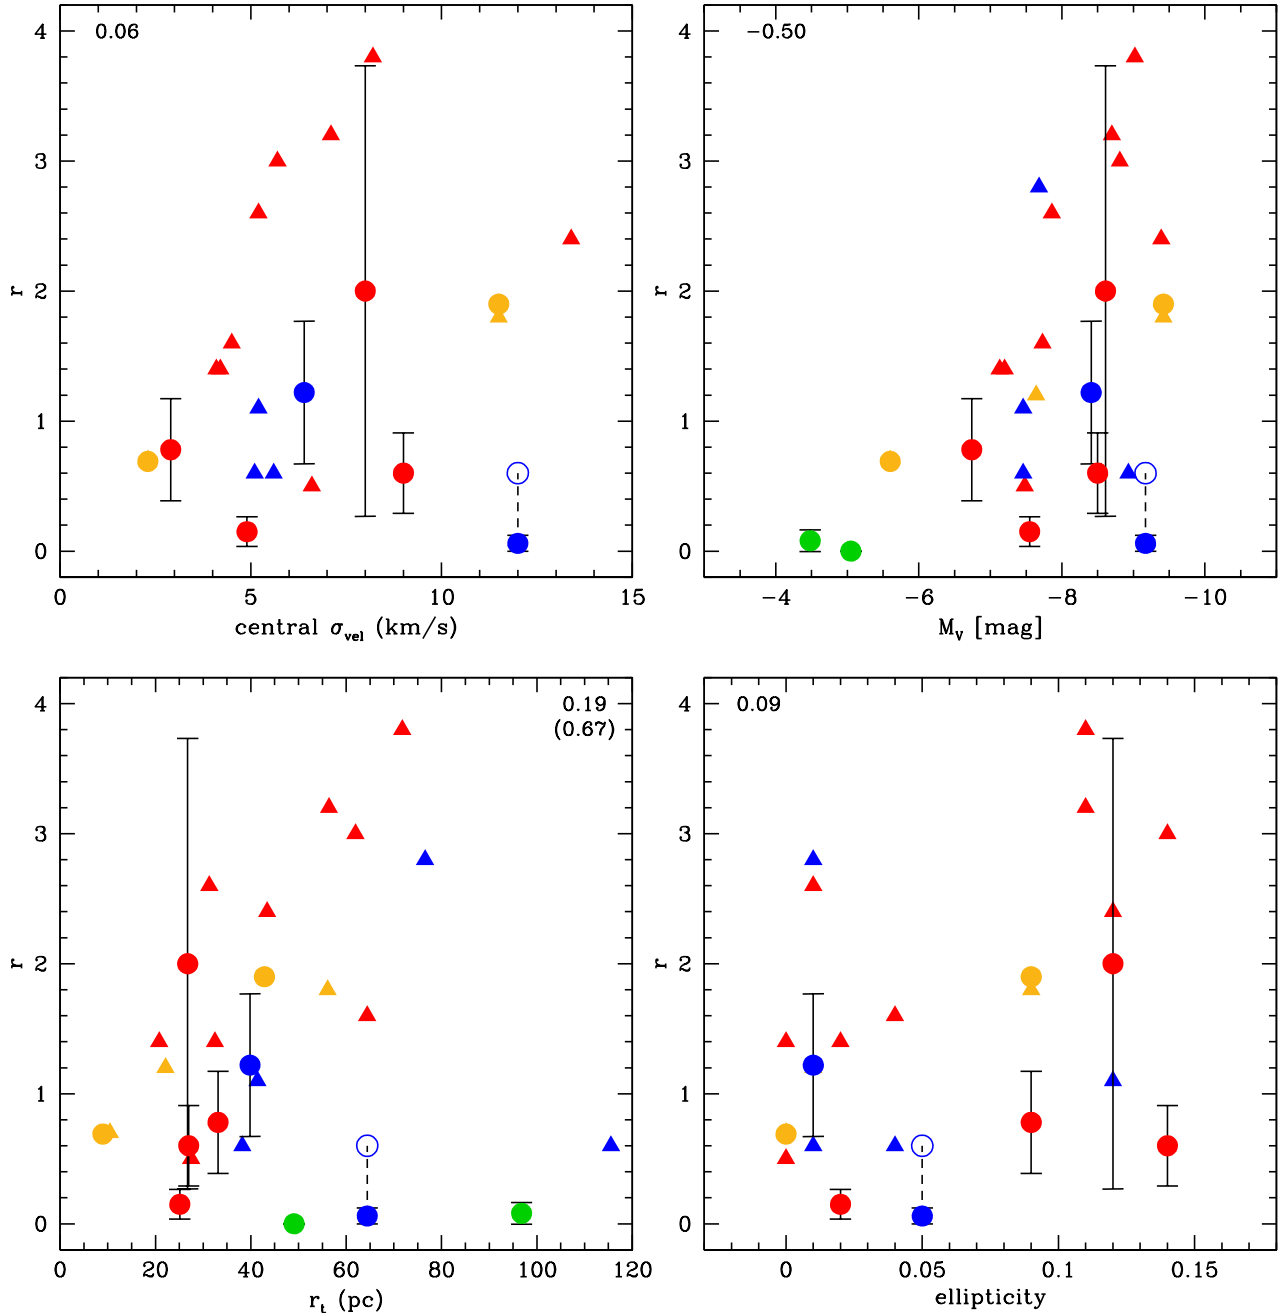 0.06
4
3
2
1
0
r
0 5 10 15
central σvel (km/s)
−0.50
4
3
2
1
0
r
−4 −6 −8 −10
MV [mag]
0.19
(0.67)
4
3
2
1
0
r
0 20 40 60 80 100 120
rt (pc)
0.09
4
3
2
1
0
r
0 0.05 0.1 0.15
ellipticity